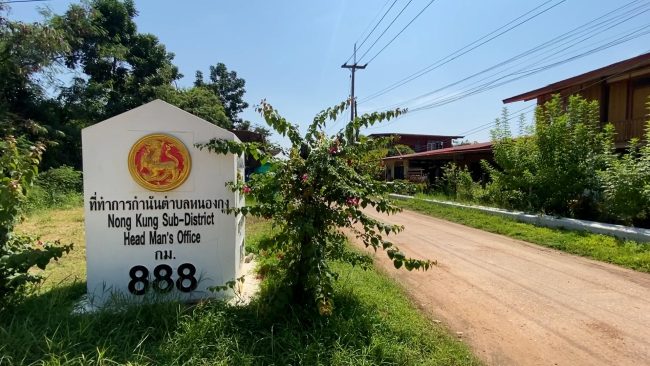 ที่ทำการกำนันตำบลหนองกุง
Nong Kung Sub-District
Head Man's Office
กม.
888